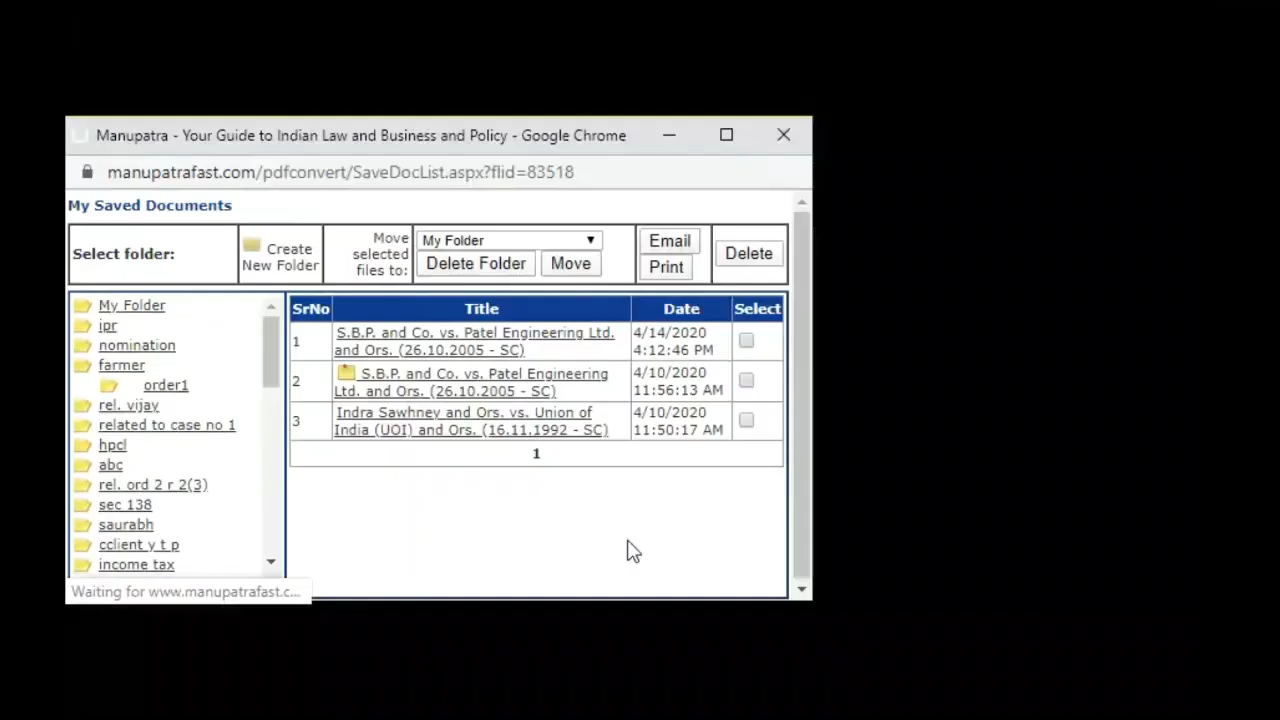 Manupatra - Your Guide to Indian Law and Business and Policy - Google Chrome
manupatrafast.com/pdfconvert/SaveDocList.aspx?flid=83518
My Saved Documents
Select folder:
Create
New Folder
Move
selected
files to:
My Folder
Delete Folder
Move
Email
Print
Delete
My Folder
ipr
nomination
farmer
order1
rel. vijay
related to case no 1
hpcl
abc
rel. ord 2 r 2(3)
sec 138
saurabh
cclient y t p
income tax
SrNo Title Date Select
1 S.B.P. and Co. vs. Patel Engineering Ltd. 4/14/2020
and Ors. (26.10.2005 - SC) 4:12:46 PM
2 S.B.P. and Co. vs. Patel Engineering 4/10/2020
Ltd. and Ors. (26.10.2005 - SC) 11:56:13 AM
3 Indra Sawhney and Ors. vs. Union of 4/10/2020
India (UOI) and Ors. (16.11.1992 - SC) 11:50:17 AM
1
Waiting for www.manupatrafast.c...